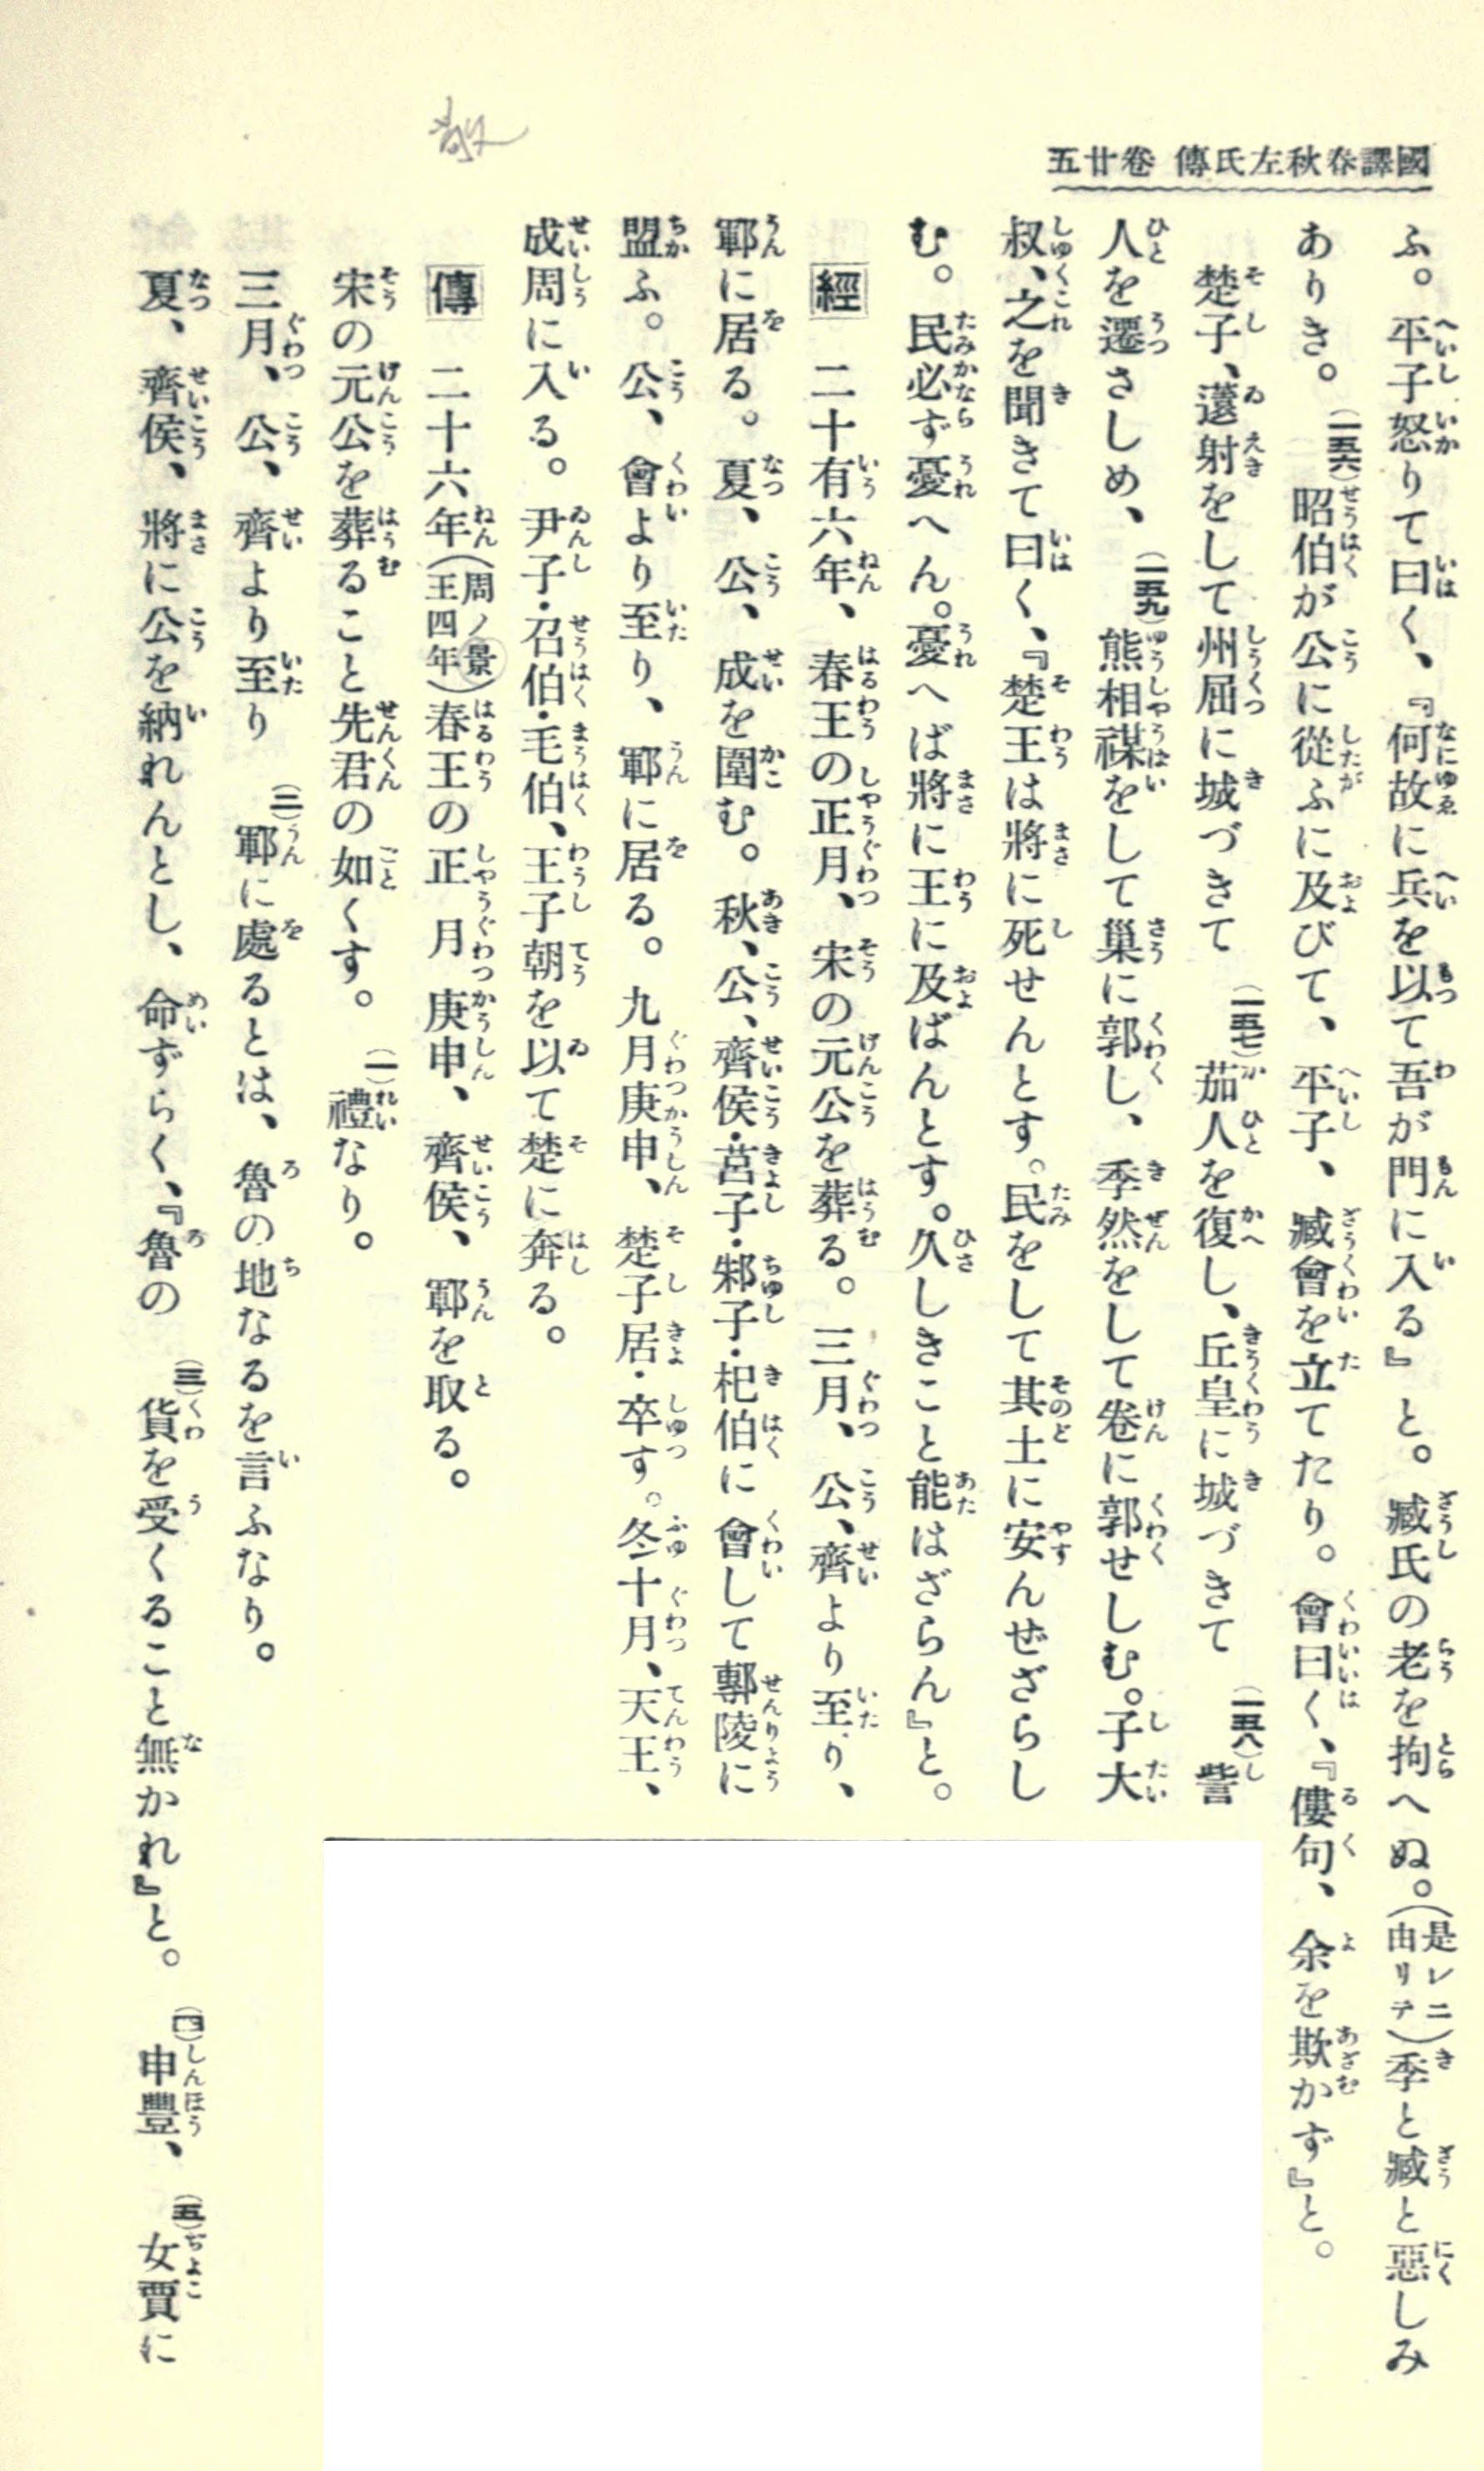 國譯春秋左氏傳 卷廿五
ふ。平子怒りて曰く、『何故に兵を以て吾が門に入る』と。臧氏の老を拘へぬ。(是レニ由リテ)季と臧と惡しみ
ありき。(一五六)昭伯が公に從ふに及びて、平子、臧會を立てたり。會曰く、『僂句、余を欺かず』と。
楚子、薳射をして州屈に城づきて(一五七)茄人を復し、丘皇に城づきて(一五八)訾
人を遷さしめ、(一五九)熊相禖をして巢に郭し、季然をして卷に郭せしむ。子大
叔、之を聞きて曰く、『楚王は將に死せんとす。民をして其土に安んぜざらし
む。民必ず憂へん。憂へば將に王に及ばんとす。久しきこと能はざらん』と。
經 二十有六年、春王の正月、宋の元公を葬る。三月、公、齊より至り、
鄆に居る。夏、公、成を圍む。秋、公、齊侯・莒子・邾子・杞伯に會して鄟陵に
盟ふ。公、會より至り、鄆に居る。九月庚申、楚子居・卒す。冬十月、天王、
成周に入る。尹子・召伯・毛伯、王子朝を以て楚に奔る。
傳 二十六年(周ノ景王四年)春王の正月庚申、齊侯、鄆を取る。
宋の元公を葬ること先君の如くす。(一)禮なり。
三月、公、齊より至り(二)鄆に處るとは、魯の地なるを言ふなり。
夏、齊侯、將に公を納れんとし、命ずらく、『魯の(三)貨を受くること無かれ』と。(四)申豐、(五)女賈に